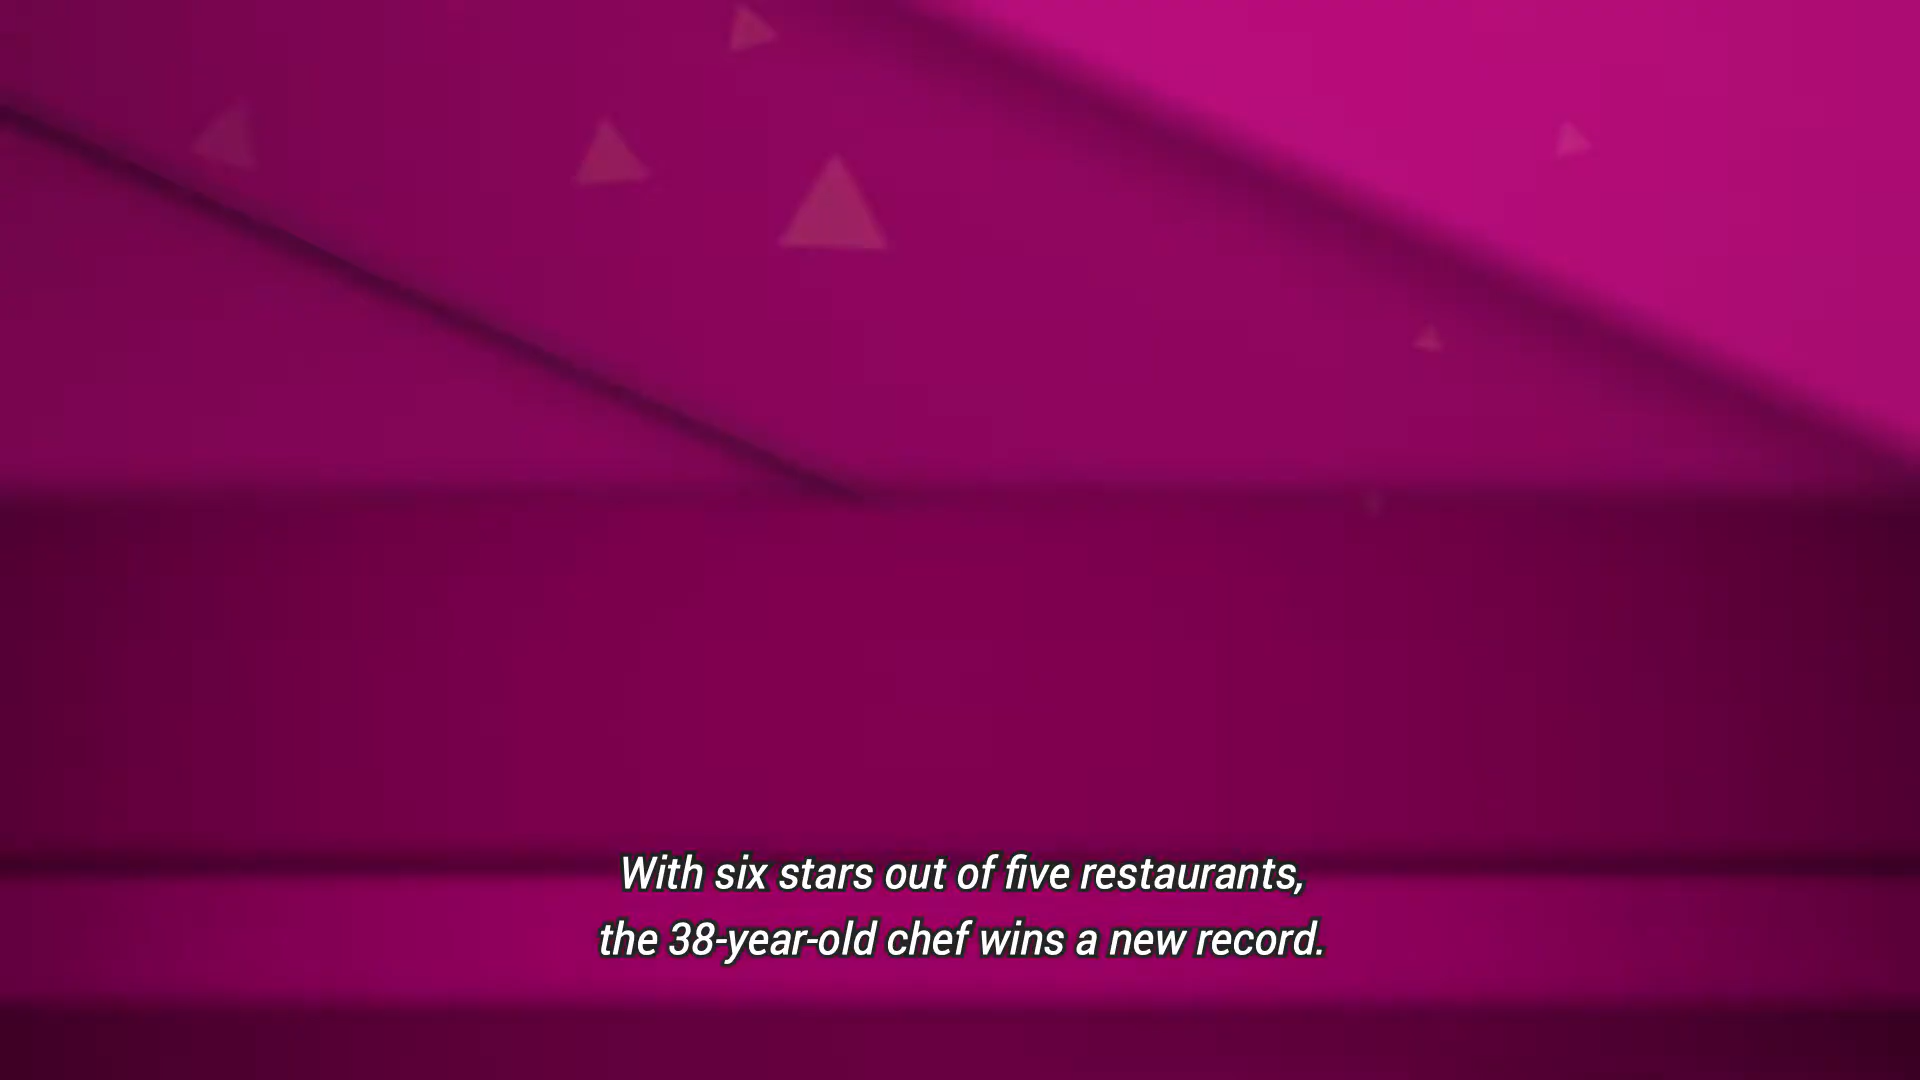 With six stars out of five restaurants,
the 38-year-old chef wins a new record.